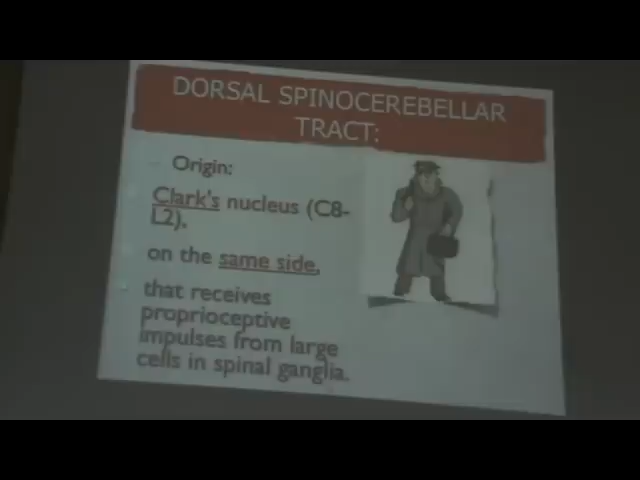 DORSAL SPINOCEREBELLAR
TRACT:
Origin:
Clark's nucleus (C8-
L2),
on the same side,
that receives
proprioceptive
impulses from large
cells in spinal ganglia.